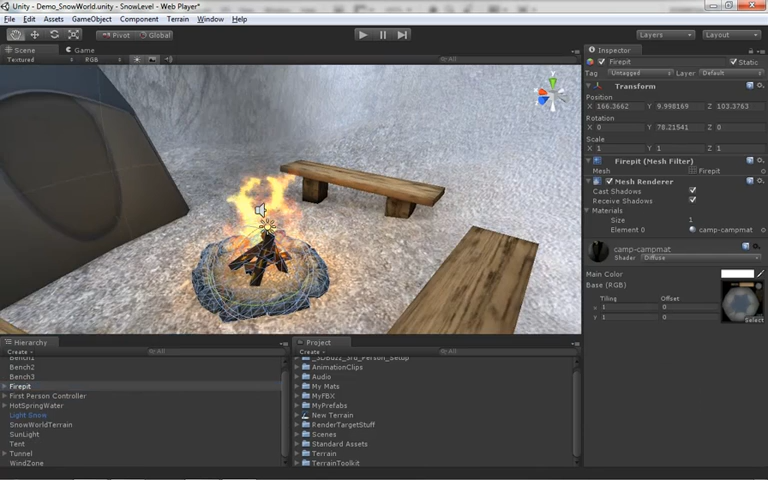 Unity - Demo_SnowWorld.unity - SnowLevel - Web Player*
File Edit Assets GameObject Component Terrain Window Help
Pivot Global Layers Layout
Scene Game
Textured RGB All
Inspector
Firepit Static
Tag Untagged Layer Default
Transform
Position
X 166.3662 Y 9.998169 Z 103.3763
Rotation
X 0 Y 78.21541 Z 0
Scale
X 1 Y 1 Z 1
Firepit (Mesh Filter)
Mesh Firepit
Mesh Renderer
Cast Shadows
Receive Shadows
Materials
Size 1
Element 0 camp-campmat
camp-campmat
Shader Diffuse
Main Color
Base (RGB)
Tiling Offset
x 1 0
y 1 0
Select
Hierarchy
Create All
Bench1
Bench2
Bench3
Firepit
First Person Controller
HotSpringWater
Light Snow
SnowWorldTerrain
SunLight
Tent
Tunnel
WindZone
Project
Create All
_3DBuzz_3rd_Person_Setup
AnimationClips
Audio
My Mats
MyFBX
MyPrefabs
New Terrain
RenderTargetStuff
Scenes
Standard Assets
Terrain
TerrainToolkit